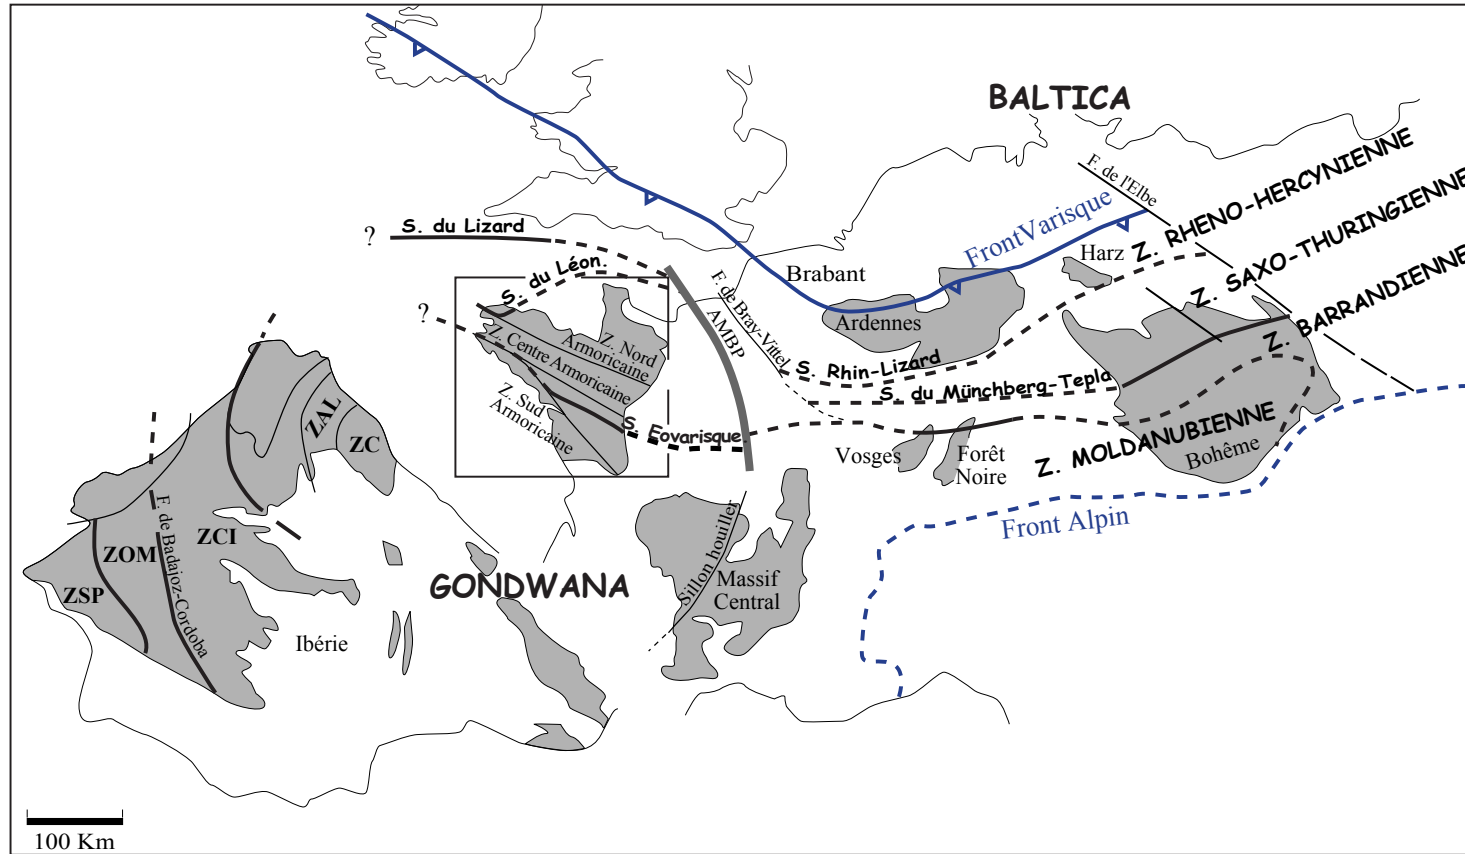 BALTICA
F. de l'Elbe
Z. RHENO-HERCYNIENNE
Z. SAXO-THURINGIENNE
Z. BARRANDIENNE
FrontVarisque
Harz
?
S. du Lizard
S. du Léon.
Brabant
Ardennes
F. de Bray-Vittel
AMBP
?
Z. Nord
Armoricaine
Z. Centre Armoricaine
Z. Sud
Armoricaine
S. Rhin-Lizard
S. du Münchberg-Tepla
S. Eovarisque
Vosges
Forêt
Noire
Z. MOLDANUBIENNE
Bohême
Front Alpin
ZAL
ZC
ZCI
ZOM
ZSP
F. de Badajoz-Cordoba
Ibérie
GONDWANA
Sillon houiller
Massif
Central
100 Km